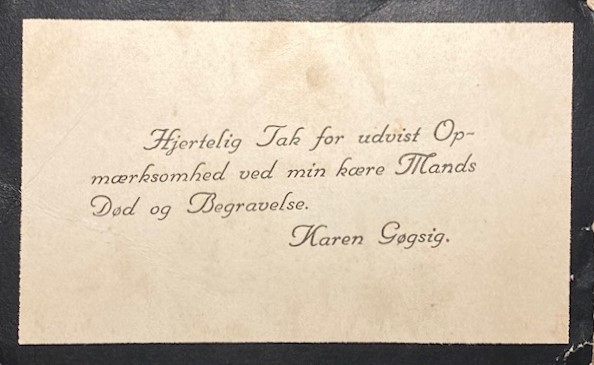 Hjertelig Tak for udvist Op-
mærksomhed ved min kære Mands
Død og Begravelse.
Karen Gøgsig.